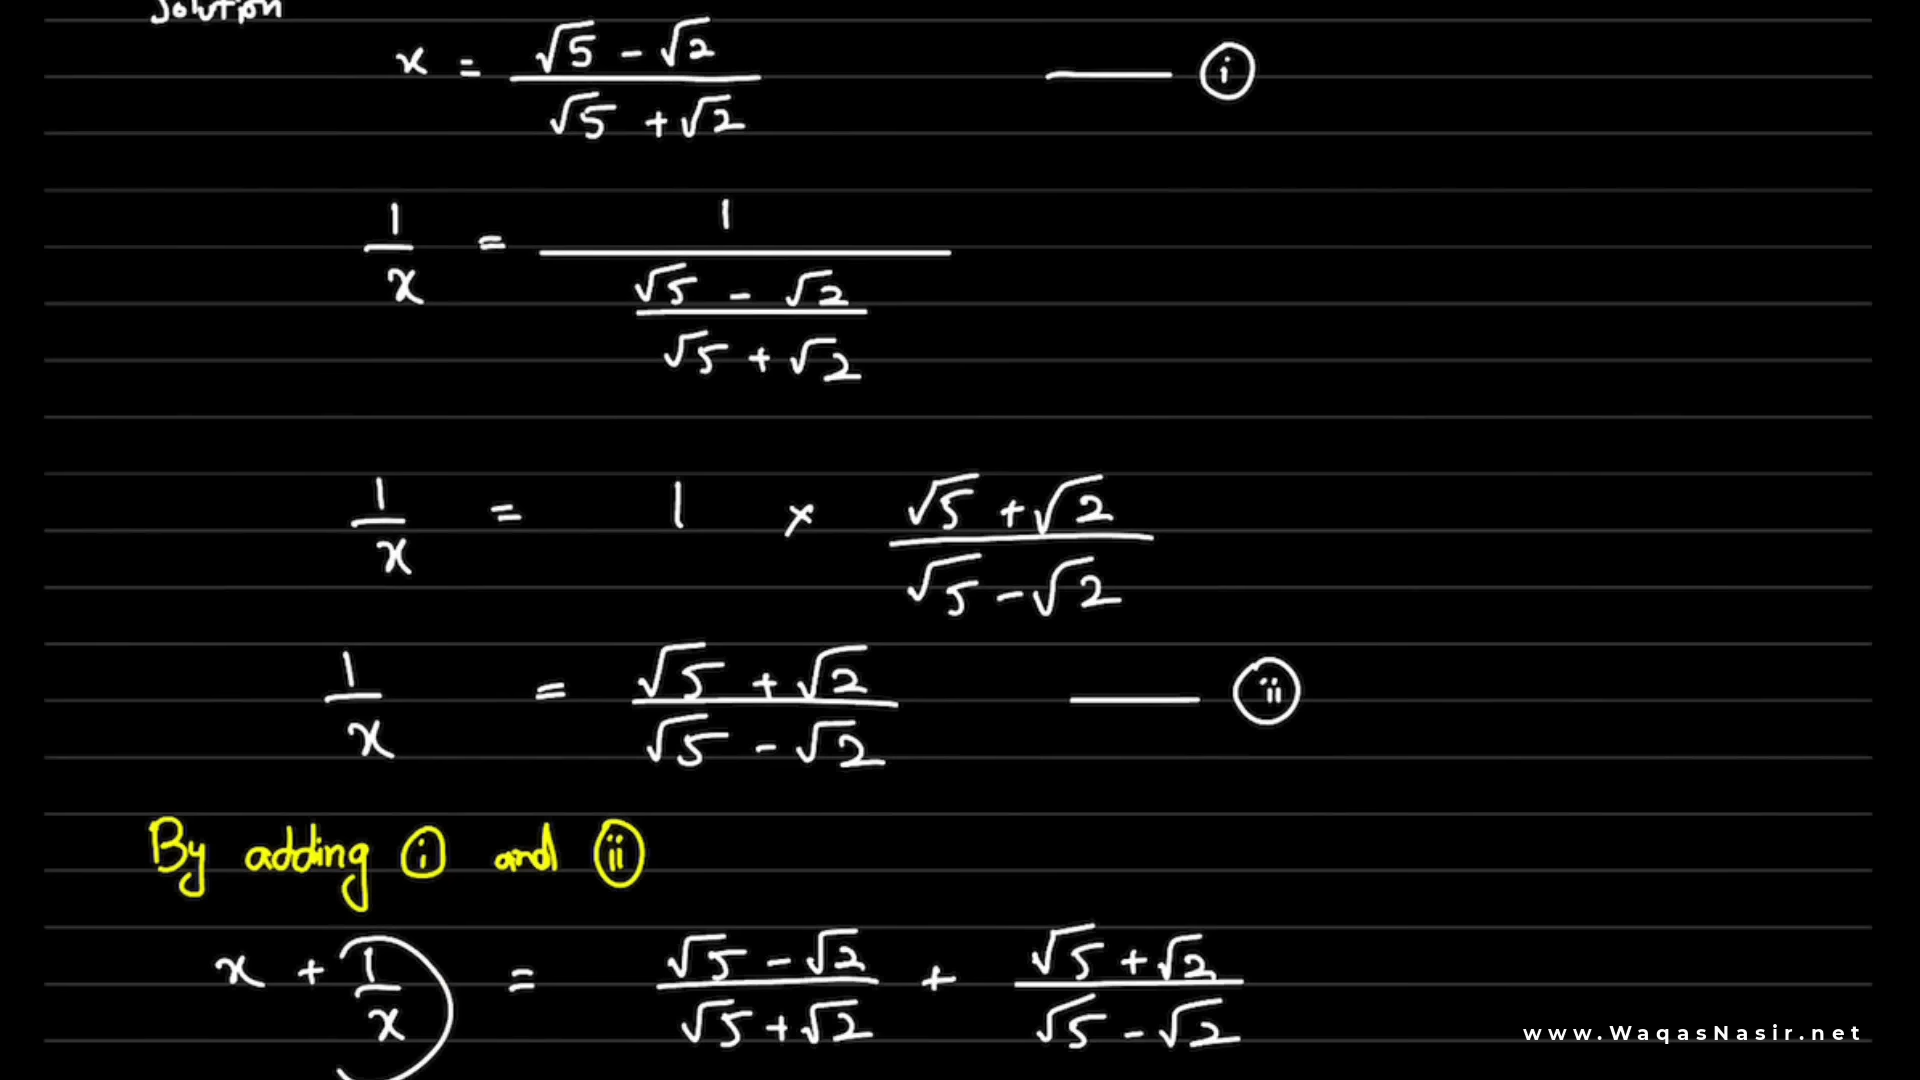 Solution
x = (√5 - √2)/(√5 + √2) —— (i)
1/x = 1/((√5 - √2)/(√5 + √2))
1/x = 1 × (√5 + √2)/(√5 - √2)
1/x = (√5 + √2)/(√5 - √2) —— (ii)
By adding (i) and (ii)
x + 1/x = (√5 - √2)/(√5 + √2) + (√5 + √2)/(√5 - √2)
www.WaqasNasir.net